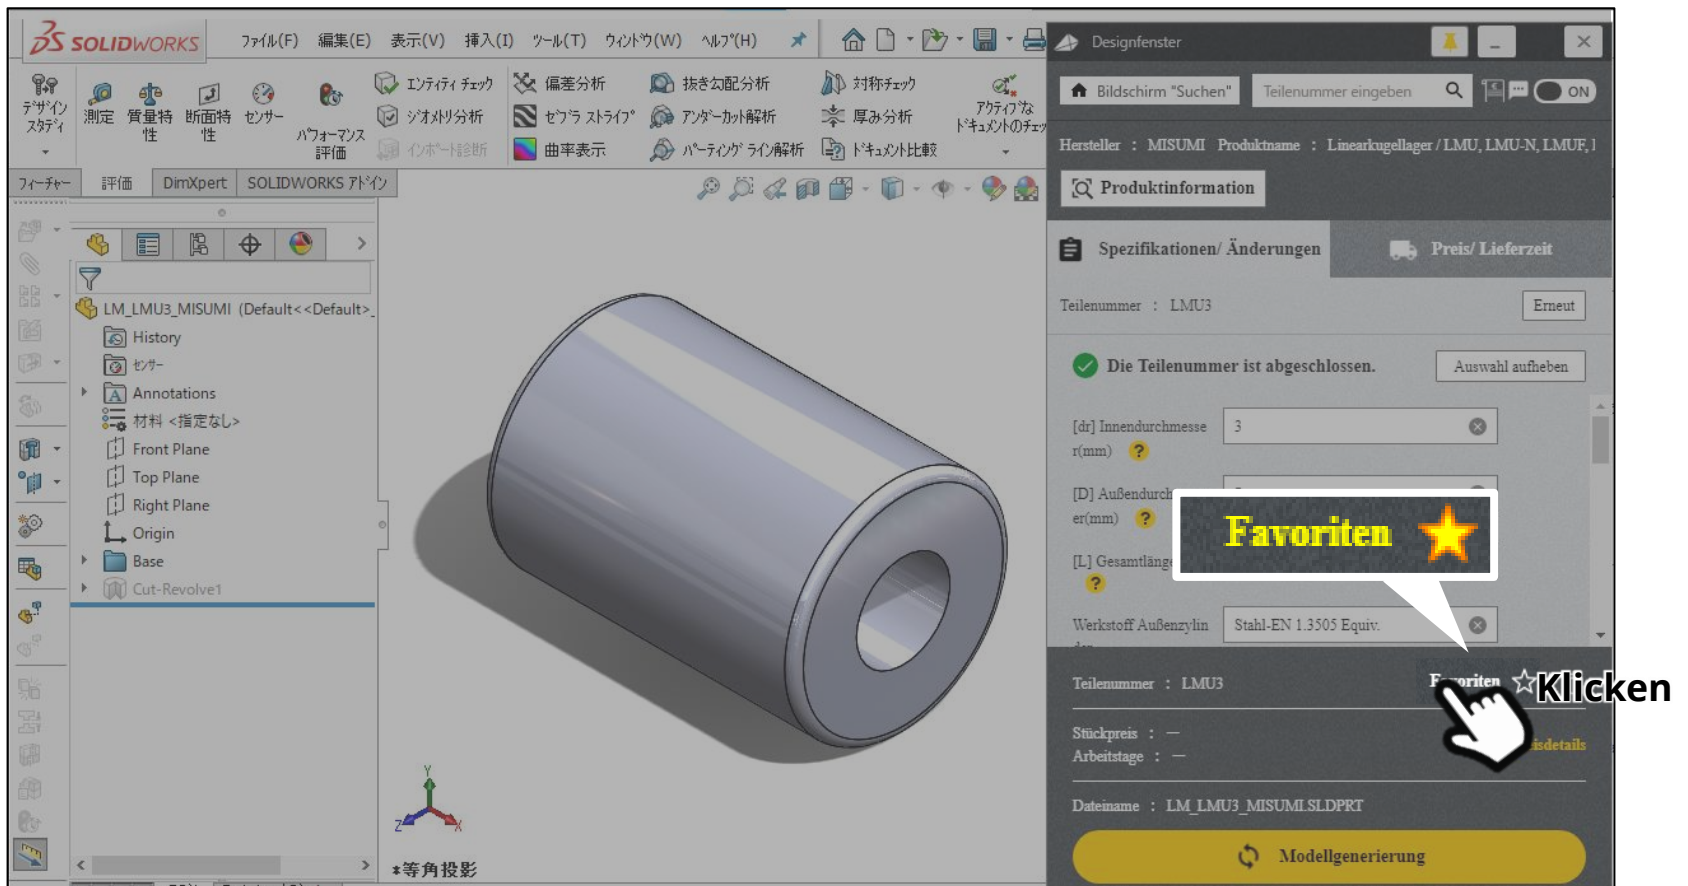 SOLIDWORKS
ファイル(F) 編集(E) 表示(V) 挿入(I) ツール(T) ウィンドウ(W) ヘルプ(H)
デザイン
スタディ
測定
質量特
性
断面特
性
センサー
パフォーマンス
評価
エンティティ チェック
ジオメトリ分析
インポート診断
偏差分析
ゼブラ ストライプ
曲率表示
抜き勾配分析
アンダーカット解析
パーティング ライン解析
対称チェック
厚み分析
ドキュメント比較
アクティブな
ドキュメントのチェッ
フィーチャー 評価 DimXpert SOLIDWORKS アドイン
LM_LMU3_MISUMI (Default<<Default>_
History
センサー
Annotations
材料 <指定なし>
Front Plane
Top Plane
Right Plane
Origin
Base
Cut-Revolve1
Y
Z
X
*等角投影
Designfenster
Bildschirm "Suchen"
Teilenummer eingeben
ON
Hersteller : MISUMI Produktname : Linearkugellager / LMU, LMU-N, LMUF, l
Produktinformation
Spezifikationen/ Änderungen
Preis/ Lieferzeit
Teilenummer : LMU3
Erneut
Die Teilenummer ist abgeschlossen.
Auswahl aufheben
[dr] Innendurchmesse
r(mm) ?
3
[D] Außendurch
er(mm) ?
Favoriten
[L] Gesamtlänge
?
Werkstoff Außenzylin
Stahl-EN 1.3505 Equiv.
Teilenummer : LMU3
Favoriten
Klicken
Stückpreis : —
Arbeitstage : —
isdetails
Dateiname : LM_LMU3_MISUMI.SLDPRT
Modellgenerierung